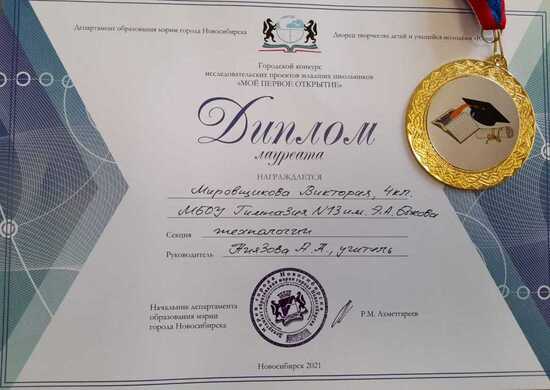 Департамент образования мэрии города Новосибирска
Дворец творчества детей и учащейся молодёжи
Городской конкурс
исследовательских проектов младших школьников
«МОЁ ПЕРВОЕ ОТКРЫТИЕ»
Диплом
лауреата
НАГРАЖДАЕТСЯ
Мировщикова Виктория, 4кл.
МБОУ Гимназия №13 им. Э.А. Быкова
Секция технологии
Руководитель Ниязова А.А., учитель
Начальник департамента
образования мэрии
города Новосибирска
Р.М. Ахметгареев
Новосибирск 2021